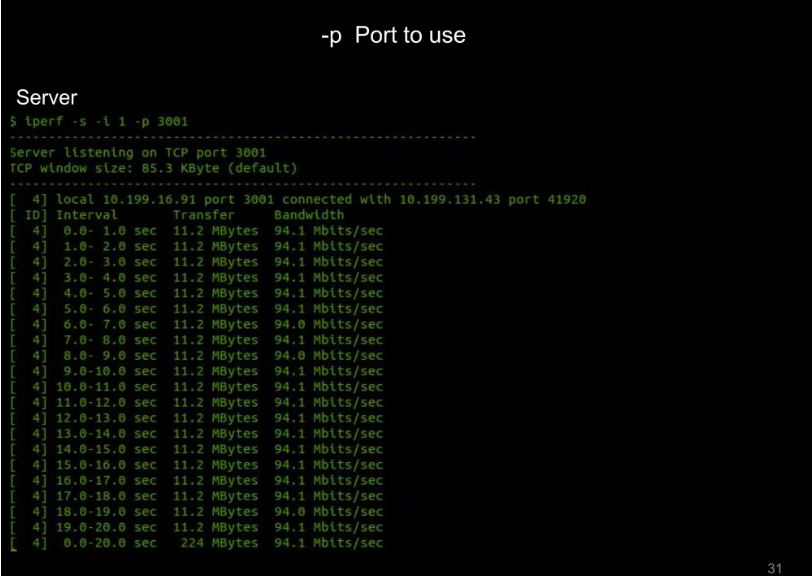 -p Port to use
Server
$ iperf -s -i 1 -p 3001
------------------------------------------------------------
Server listening on TCP port 3001
TCP window size: 85.3 KByte (default)
------------------------------------------------------------
[  4] local 10.199.16.91 port 3001 connected with 10.199.131.43 port 41920
[ ID] Interval       Transfer     Bandwidth
[  4]  0.0- 1.0 sec  11.2 MBytes  94.1 Mbits/sec
[  4]  1.0- 2.0 sec  11.2 MBytes  94.1 Mbits/sec
[  4]  2.0- 3.0 sec  11.2 MBytes  94.1 Mbits/sec
[  4]  3.0- 4.0 sec  11.2 MBytes  94.1 Mbits/sec
[  4]  4.0- 5.0 sec  11.2 MBytes  94.1 Mbits/sec
[  4]  5.0- 6.0 sec  11.2 MBytes  94.1 Mbits/sec
[  4]  6.0- 7.0 sec  11.2 MBytes  94.0 Mbits/sec
[  4]  7.0- 8.0 sec  11.2 MBytes  94.1 Mbits/sec
[  4]  8.0- 9.0 sec  11.2 MBytes  94.0 Mbits/sec
[  4]  9.0-10.0 sec  11.2 MBytes  94.1 Mbits/sec
[  4] 10.0-11.0 sec  11.2 MBytes  94.1 Mbits/sec
[  4] 11.0-12.0 sec  11.2 MBytes  94.1 Mbits/sec
[  4] 12.0-13.0 sec  11.2 MBytes  94.1 Mbits/sec
[  4] 13.0-14.0 sec  11.2 MBytes  94.1 Mbits/sec
[  4] 14.0-15.0 sec  11.2 MBytes  94.1 Mbits/sec
[  4] 15.0-16.0 sec  11.2 MBytes  94.1 Mbits/sec
[  4] 16.0-17.0 sec  11.2 MBytes  94.1 Mbits/sec
[  4] 17.0-18.0 sec  11.2 MBytes  94.1 Mbits/sec
[  4] 18.0-19.0 sec  11.2 MBytes  94.0 Mbits/sec
[  4] 19.0-20.0 sec  11.2 MBytes  94.1 Mbits/sec
[  4]  0.0-20.0 sec   224 MBytes  94.1 Mbits/sec
31